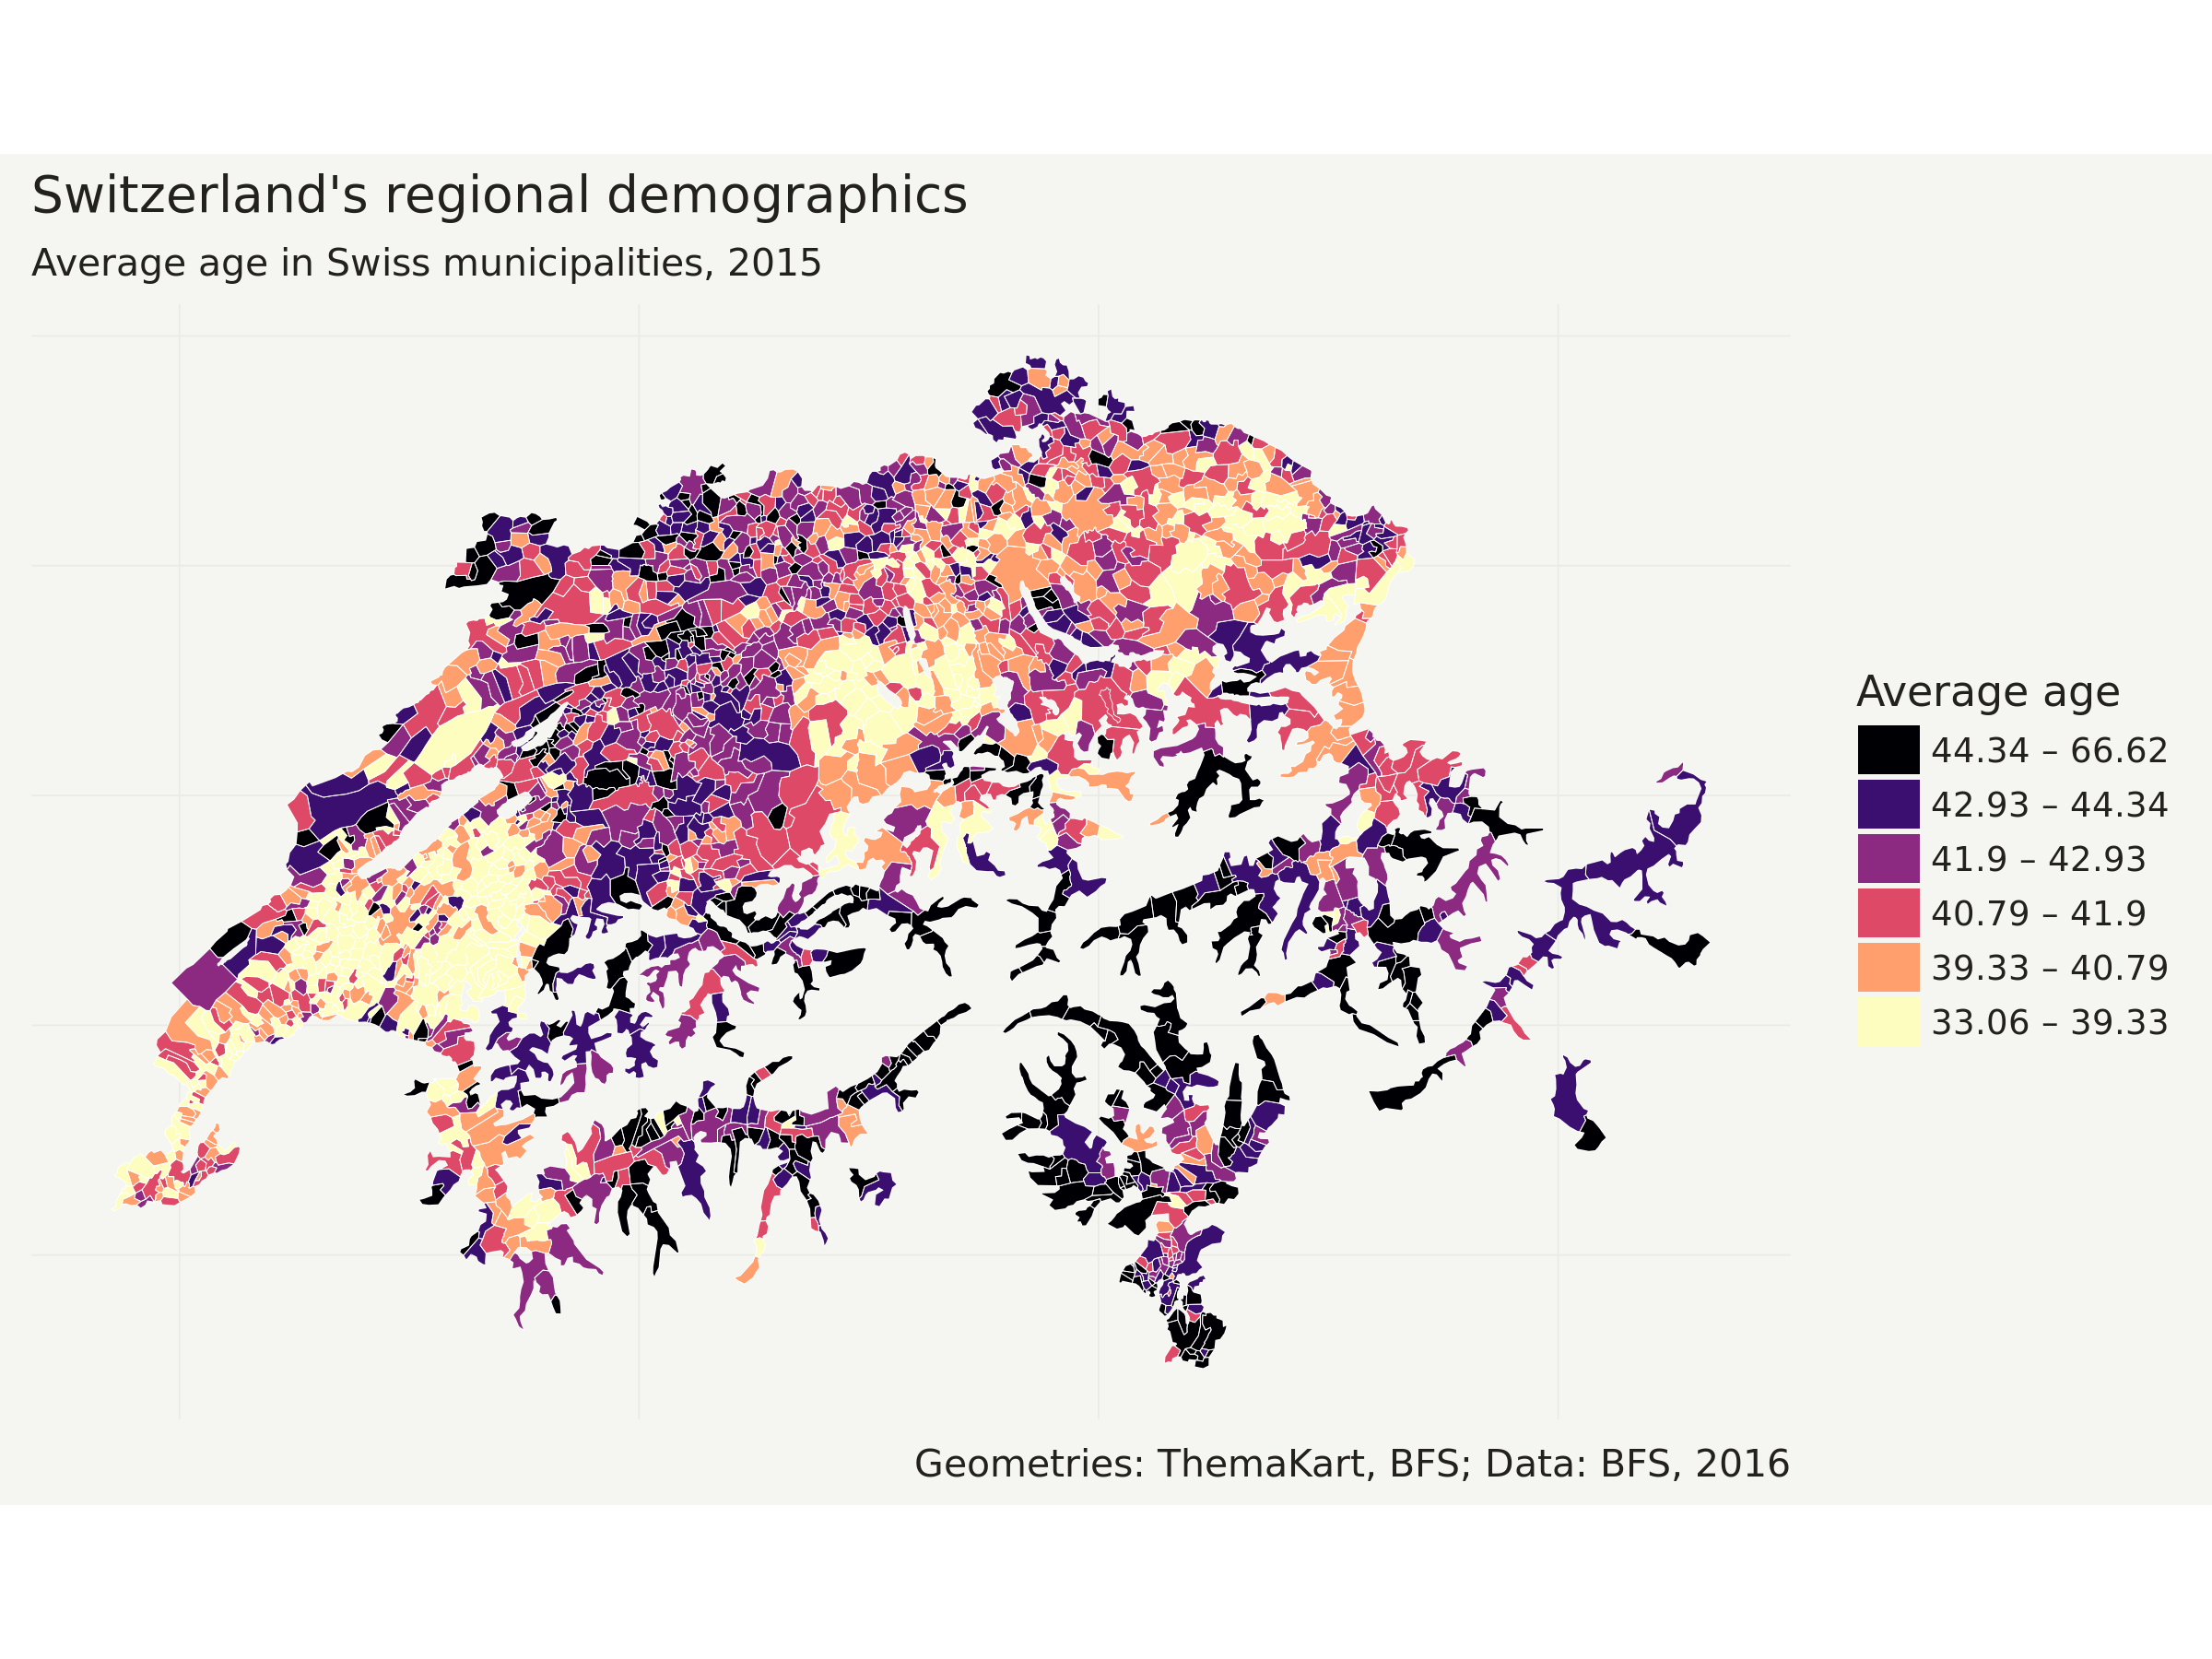 Switzerland's regional demographics
Average age in Swiss municipalities, 2015
Average age
44.34 – 66.62
42.93 – 44.34
41.9 – 42.93
40.79 – 41.9
39.33 – 40.79
33.06 – 39.33
Geometries: ThemaKart, BFS; Data: BFS, 2016